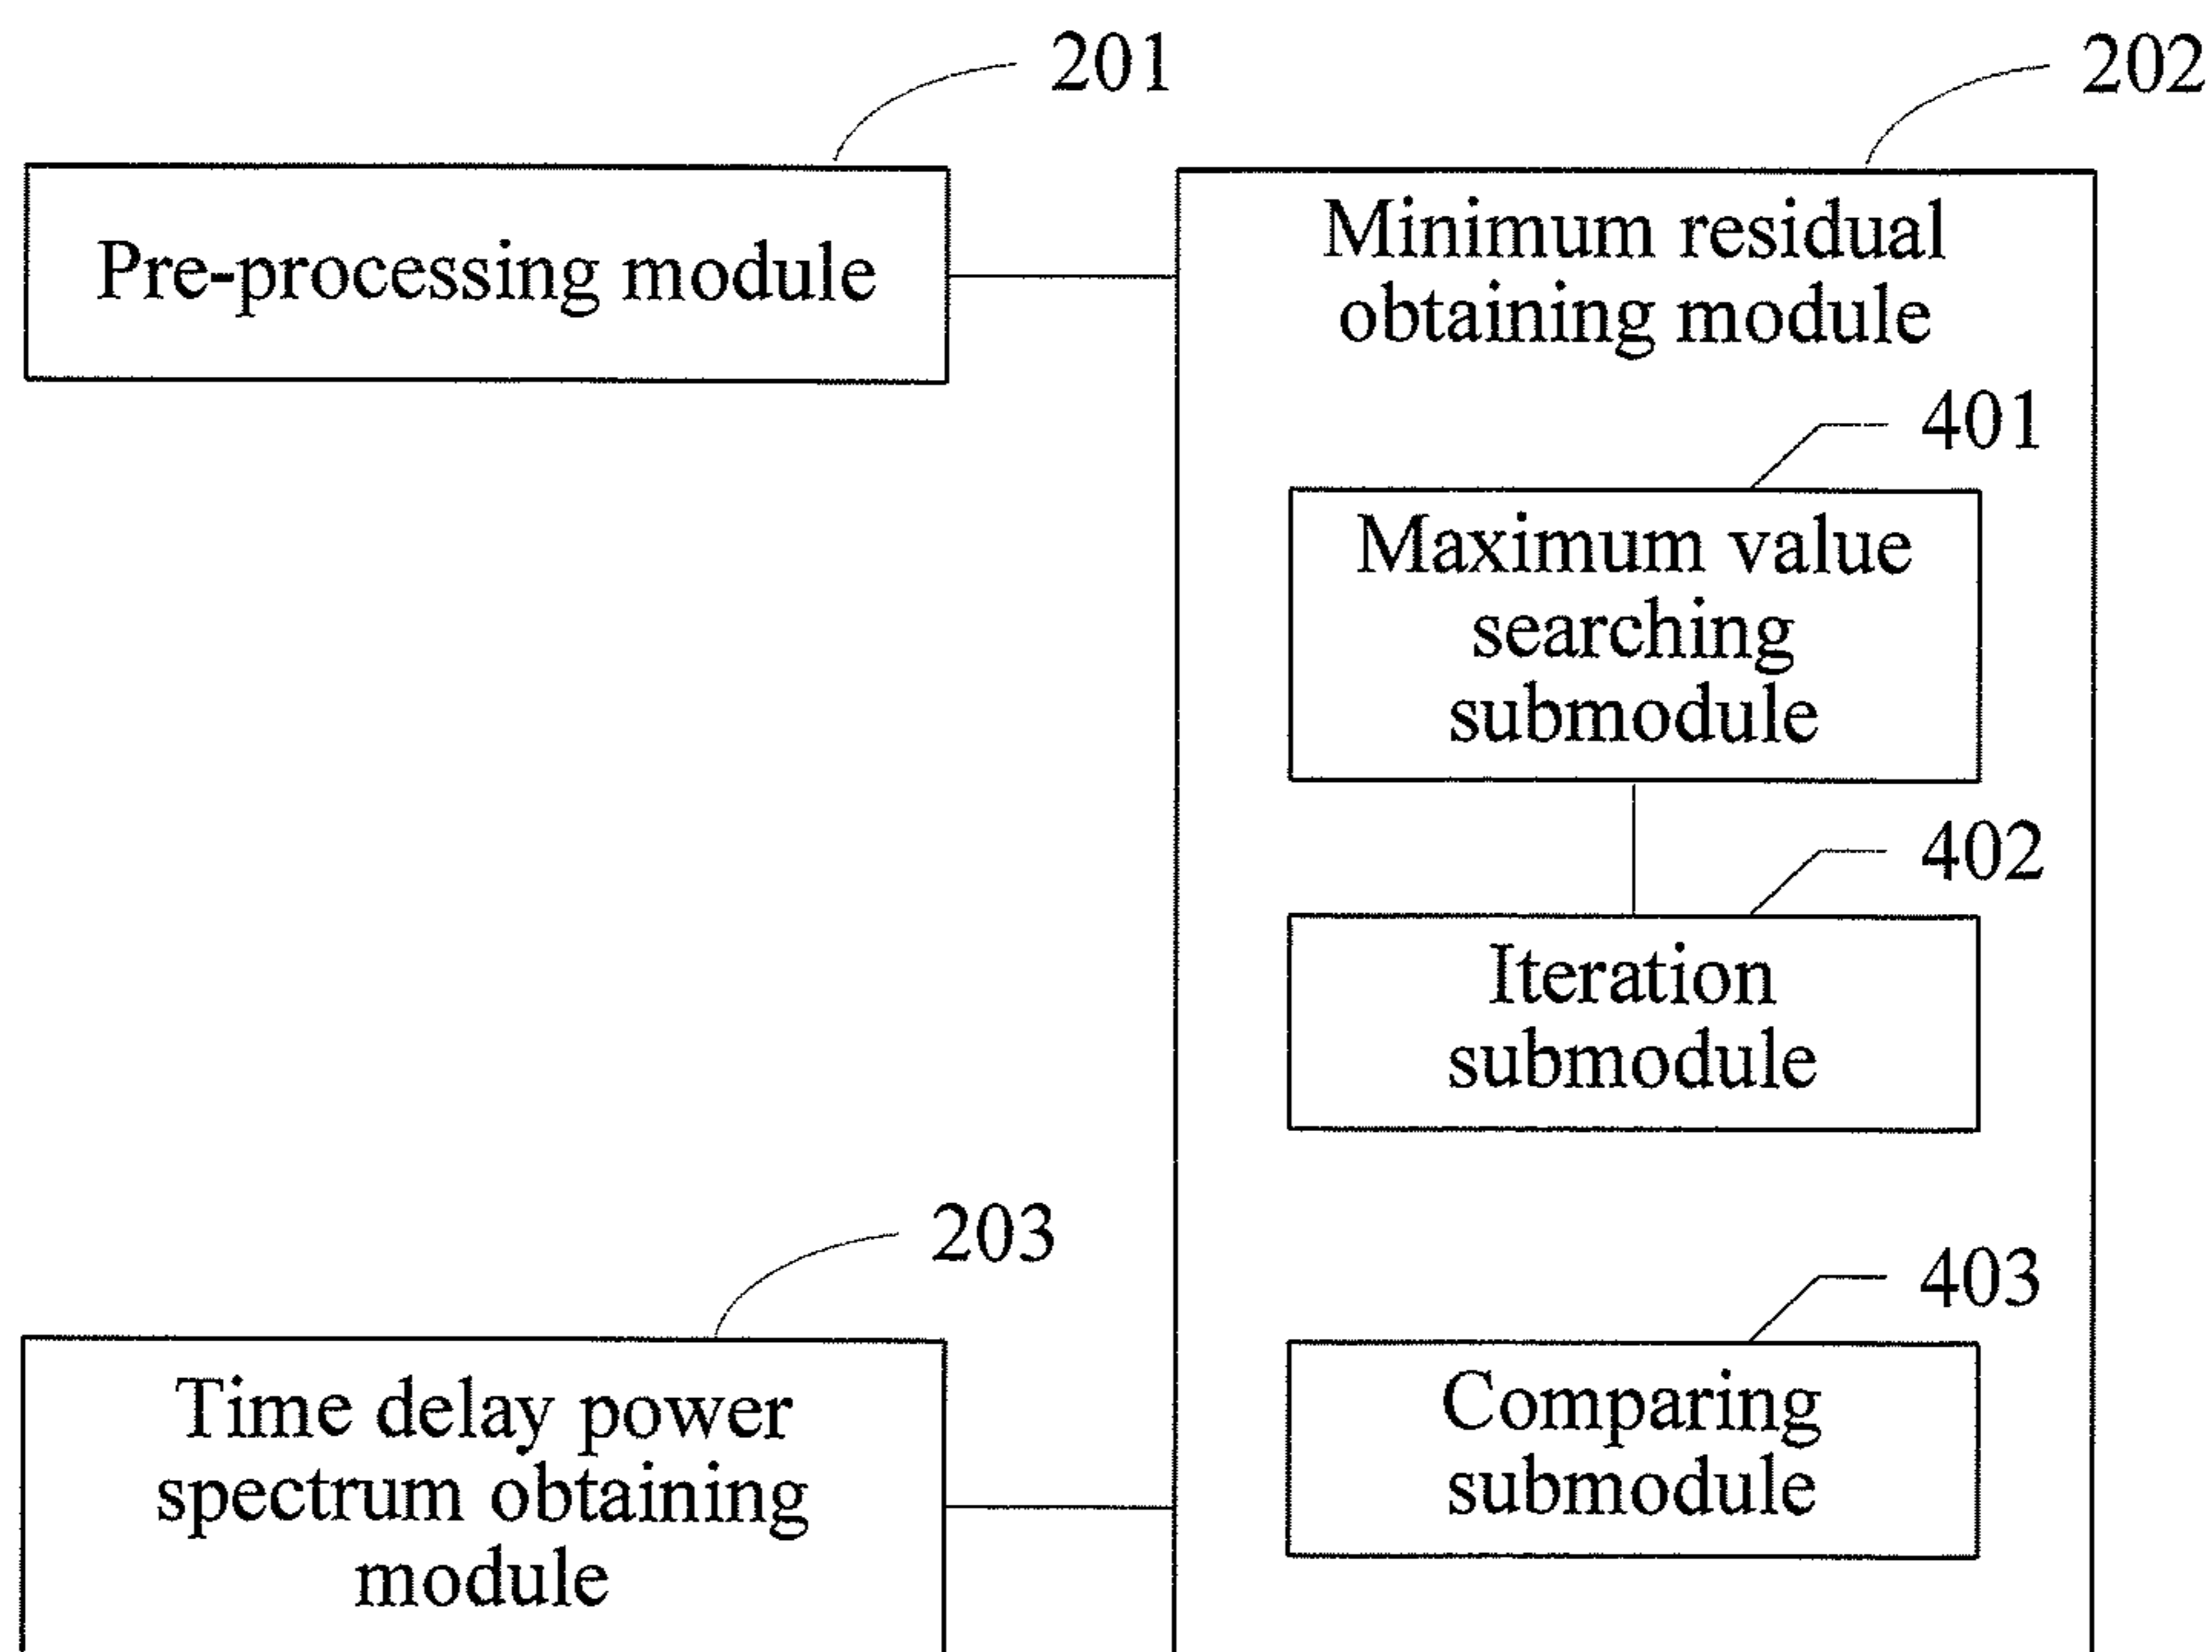 201
202
Pre-processing module
Minimum residual
obtaining module
401
Maximum value
searching
submodule
402
Iteration
submodule
203
403
Time delay power
spectrum obtaining
module
Comparing
submodule